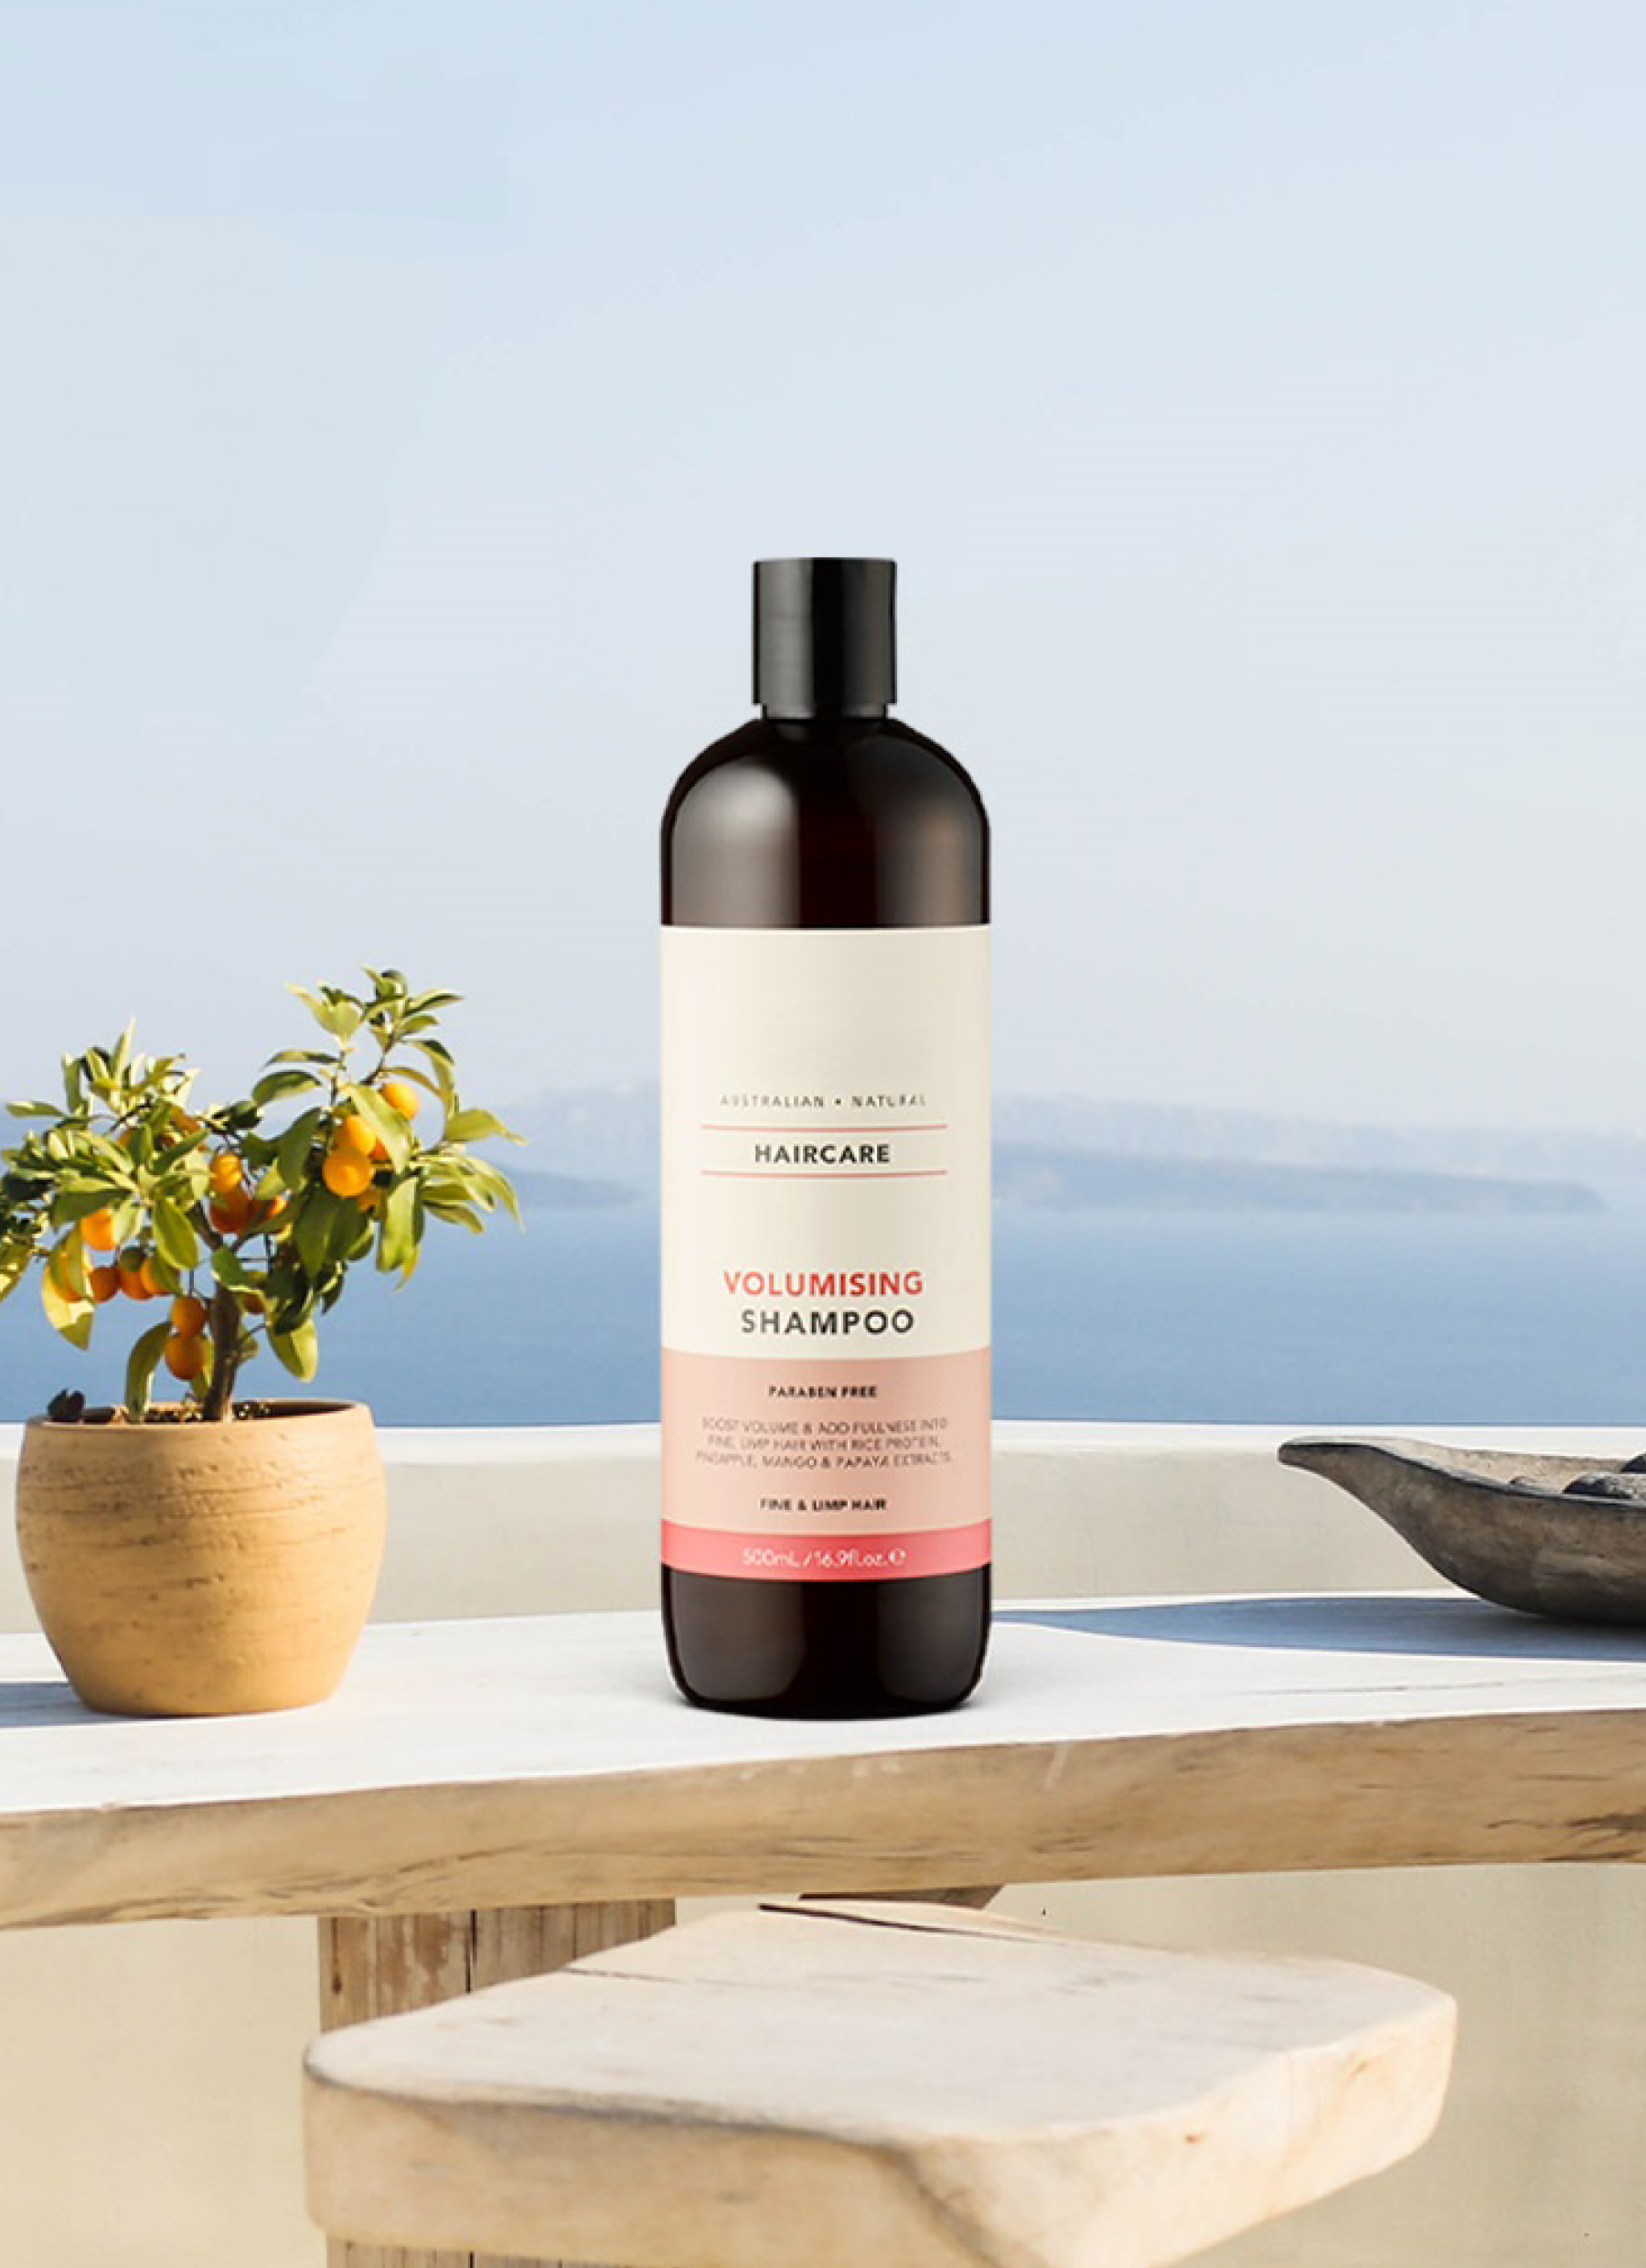 AUSTRALIAN • NATURAL
HAIRCARE
VOLUMISING
SHAMPOO
PARABEN FREE
BOOST VOLUME & ADD FULLNESS INTO
FINE, LIMP HAIR WITH RICE PROTEIN,
PINEAPPLE, MANGO & PAPAYA EXTRACTS.
FINE & LIMP HAIR
500mL / 16.9fl.oz. ℮